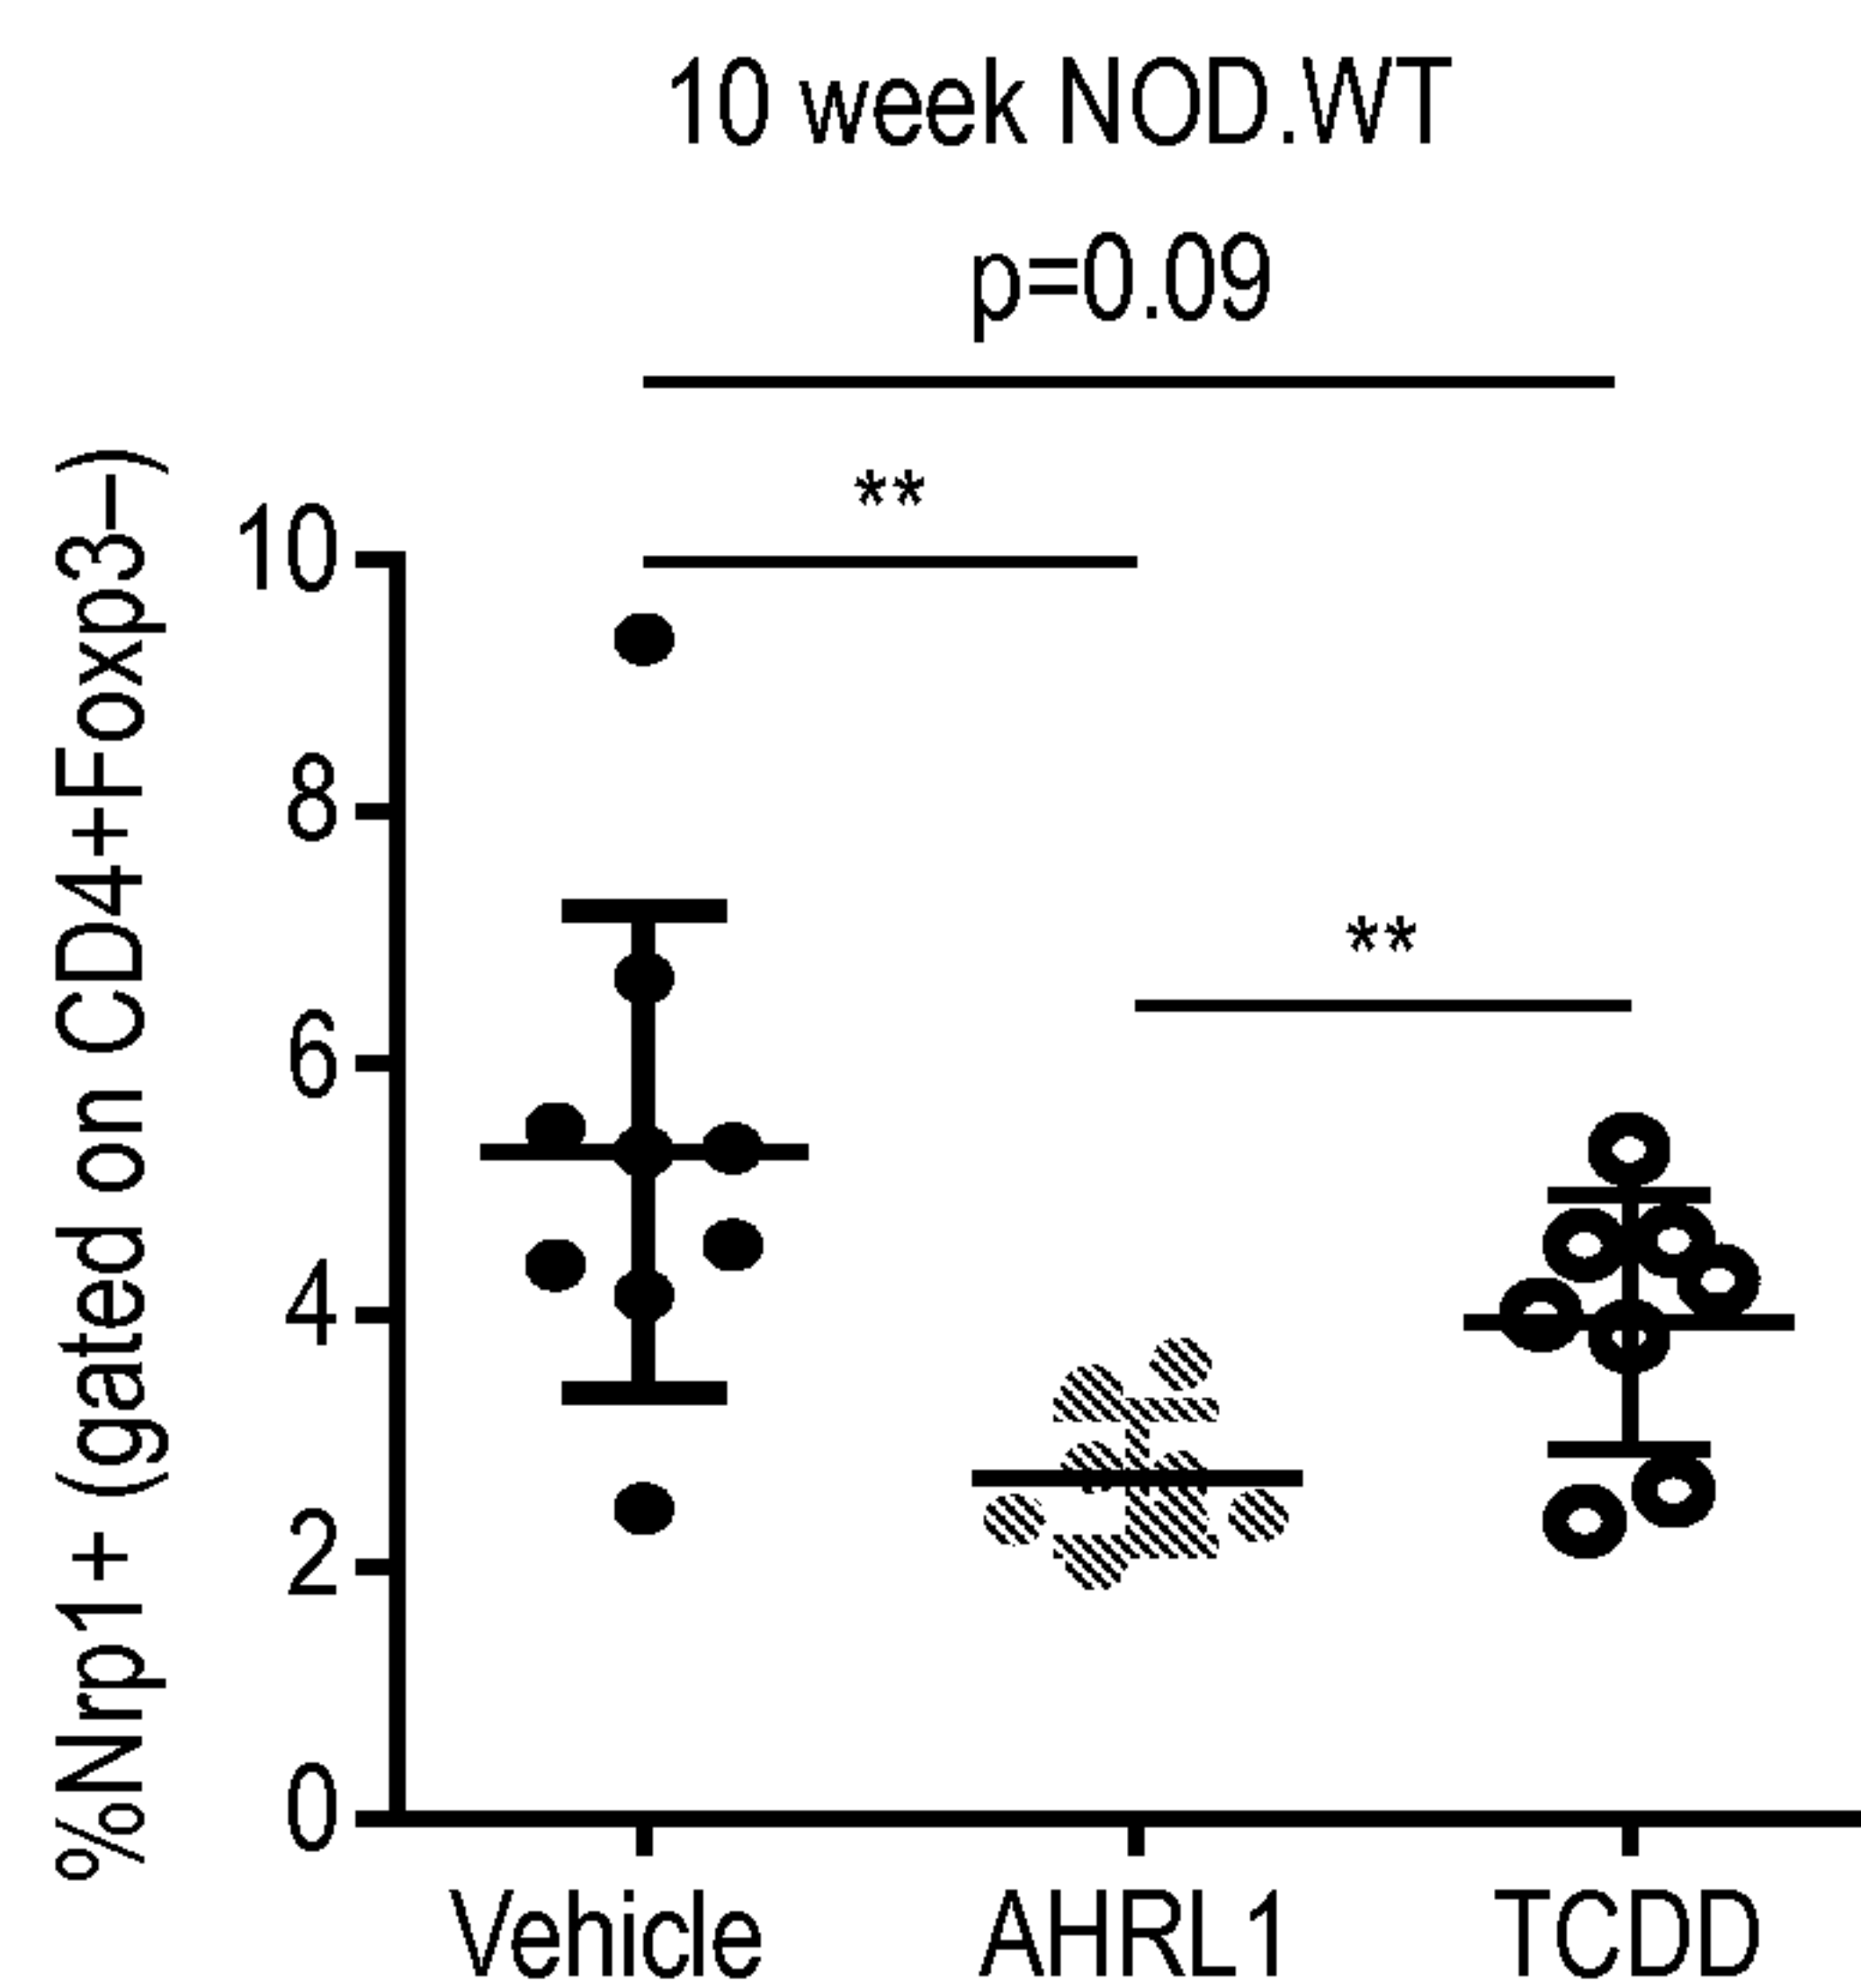 10 week NOD.WT
p=0.09
**
**
%Nrp1+ (gated on CD4+Foxp3−)
10
8
6
4
2
0
Vehicle AHRL1 TCDD